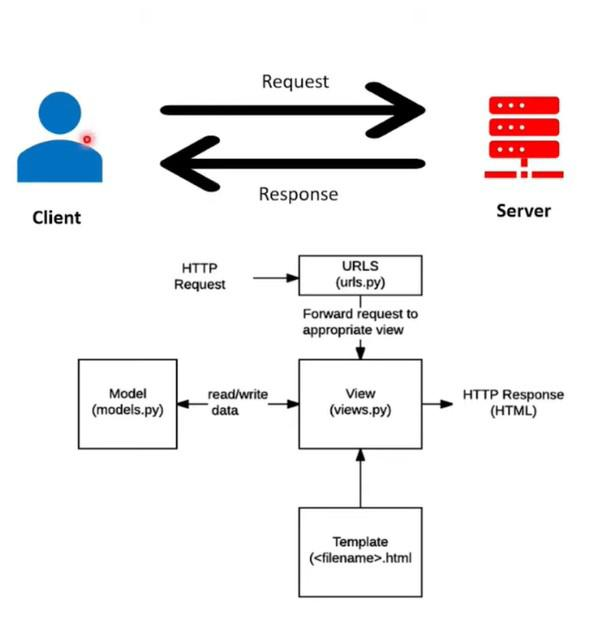 Request
Response
Client
Server
HTTP
Request
URLS
(urls.py)
Forward request to
appropriate view
Model
(models.py)
read/write
data
View
(views.py)
HTTP Response
(HTML)
Template
(<filename>.html